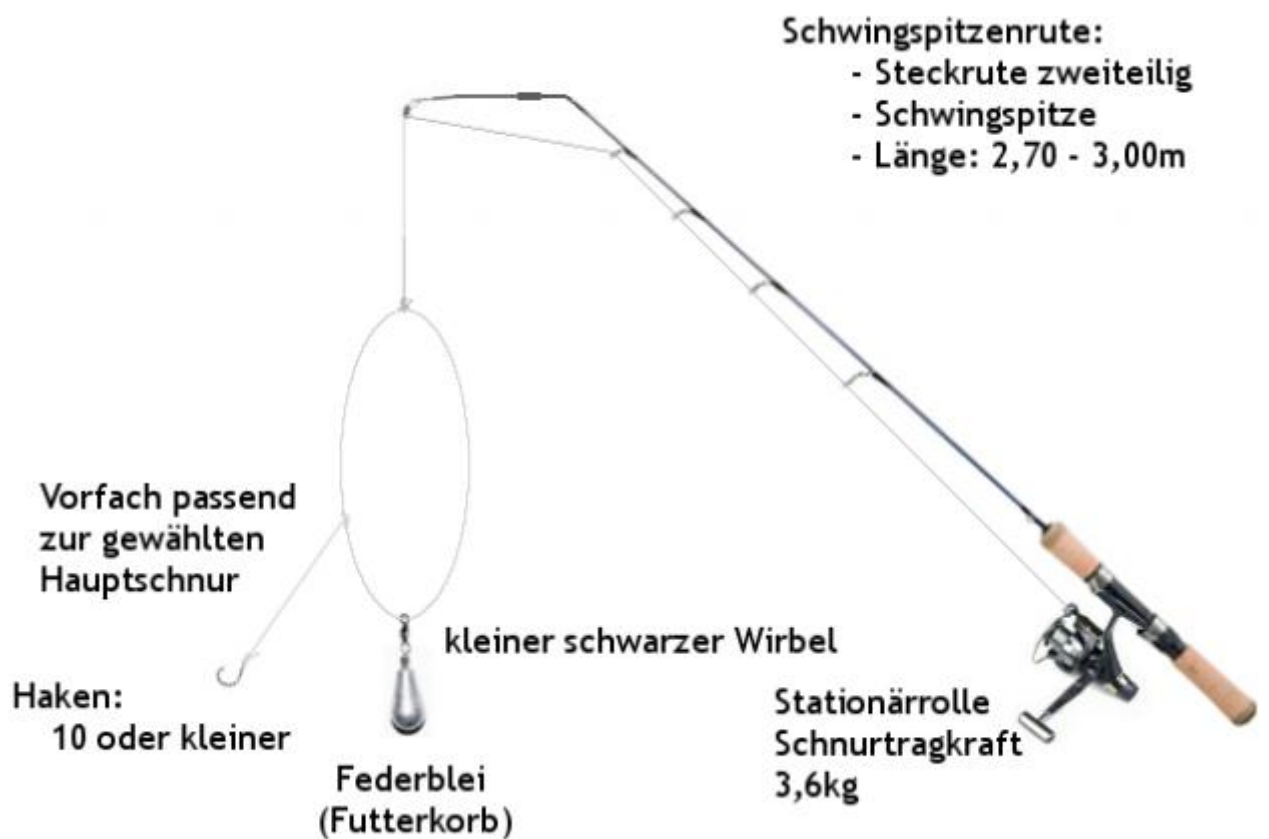 Schwingspitzenrute:
- Steckrute zweiteilig
- Schwingspitze
- Länge: 2,70 - 3,00m
Vorfach passend
zur gewählten
Hauptschnur
kleiner schwarzer Wirbel
Haken:
10 oder kleiner
Stationärrolle
Schnurtragkraft
3,6kg
Federblei
(Futterkorb)